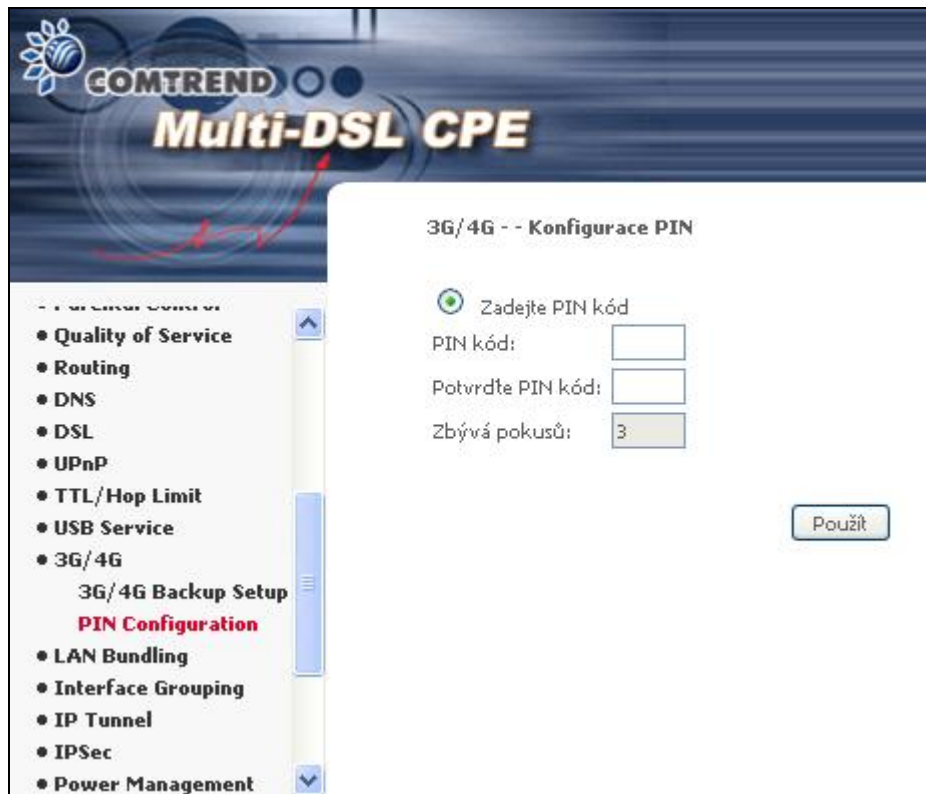 COMTREND
Multi-DSL CPE
3G/4G - - Konfigurace PIN
Zadejte PIN kód
PIN kód:
Potvrďte PIN kód:
Zbývá pokusů: 3
Použít
Parental Control
Quality of Service
Routing
DNS
DSL
UPnP
TTL/Hop Limit
USB Service
3G/4G
3G/4G Backup Setup
PIN Configuration
LAN Bundling
Interface Grouping
IP Tunnel
IPSec
Power Management